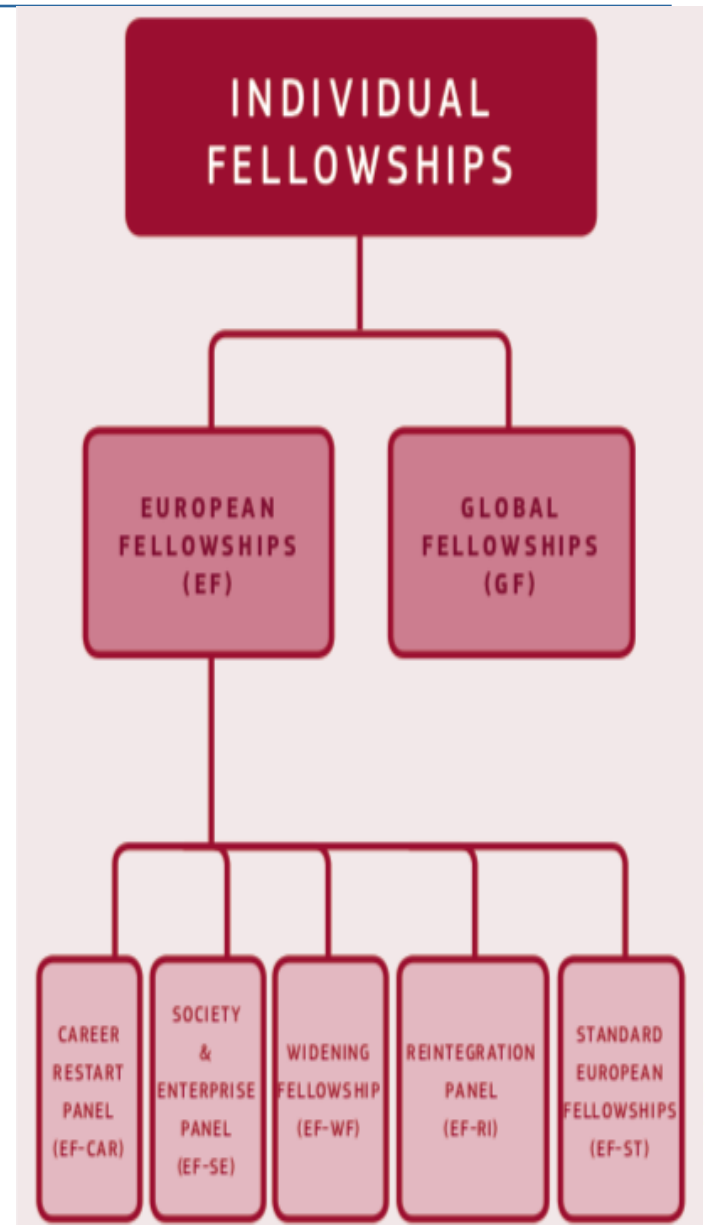 INDIVIDUAL
FELLOWSHIPS
EUROPEAN
FELLOWSHIPS
(EF)
GLOBAL
FELLOWSHIPS
(GF)
CAREER
RESTART
PANEL
(EF-CAR)
SOCIETY
&
ENTERPRISE
PANEL
(EF-SE)
WIDENING
FELLOWSHIP
(EF-WF)
REINTEGRATION
PANEL
(EF-RI)
STANDARD
EUROPEAN
FELLOWSHIPS
(EF-ST)